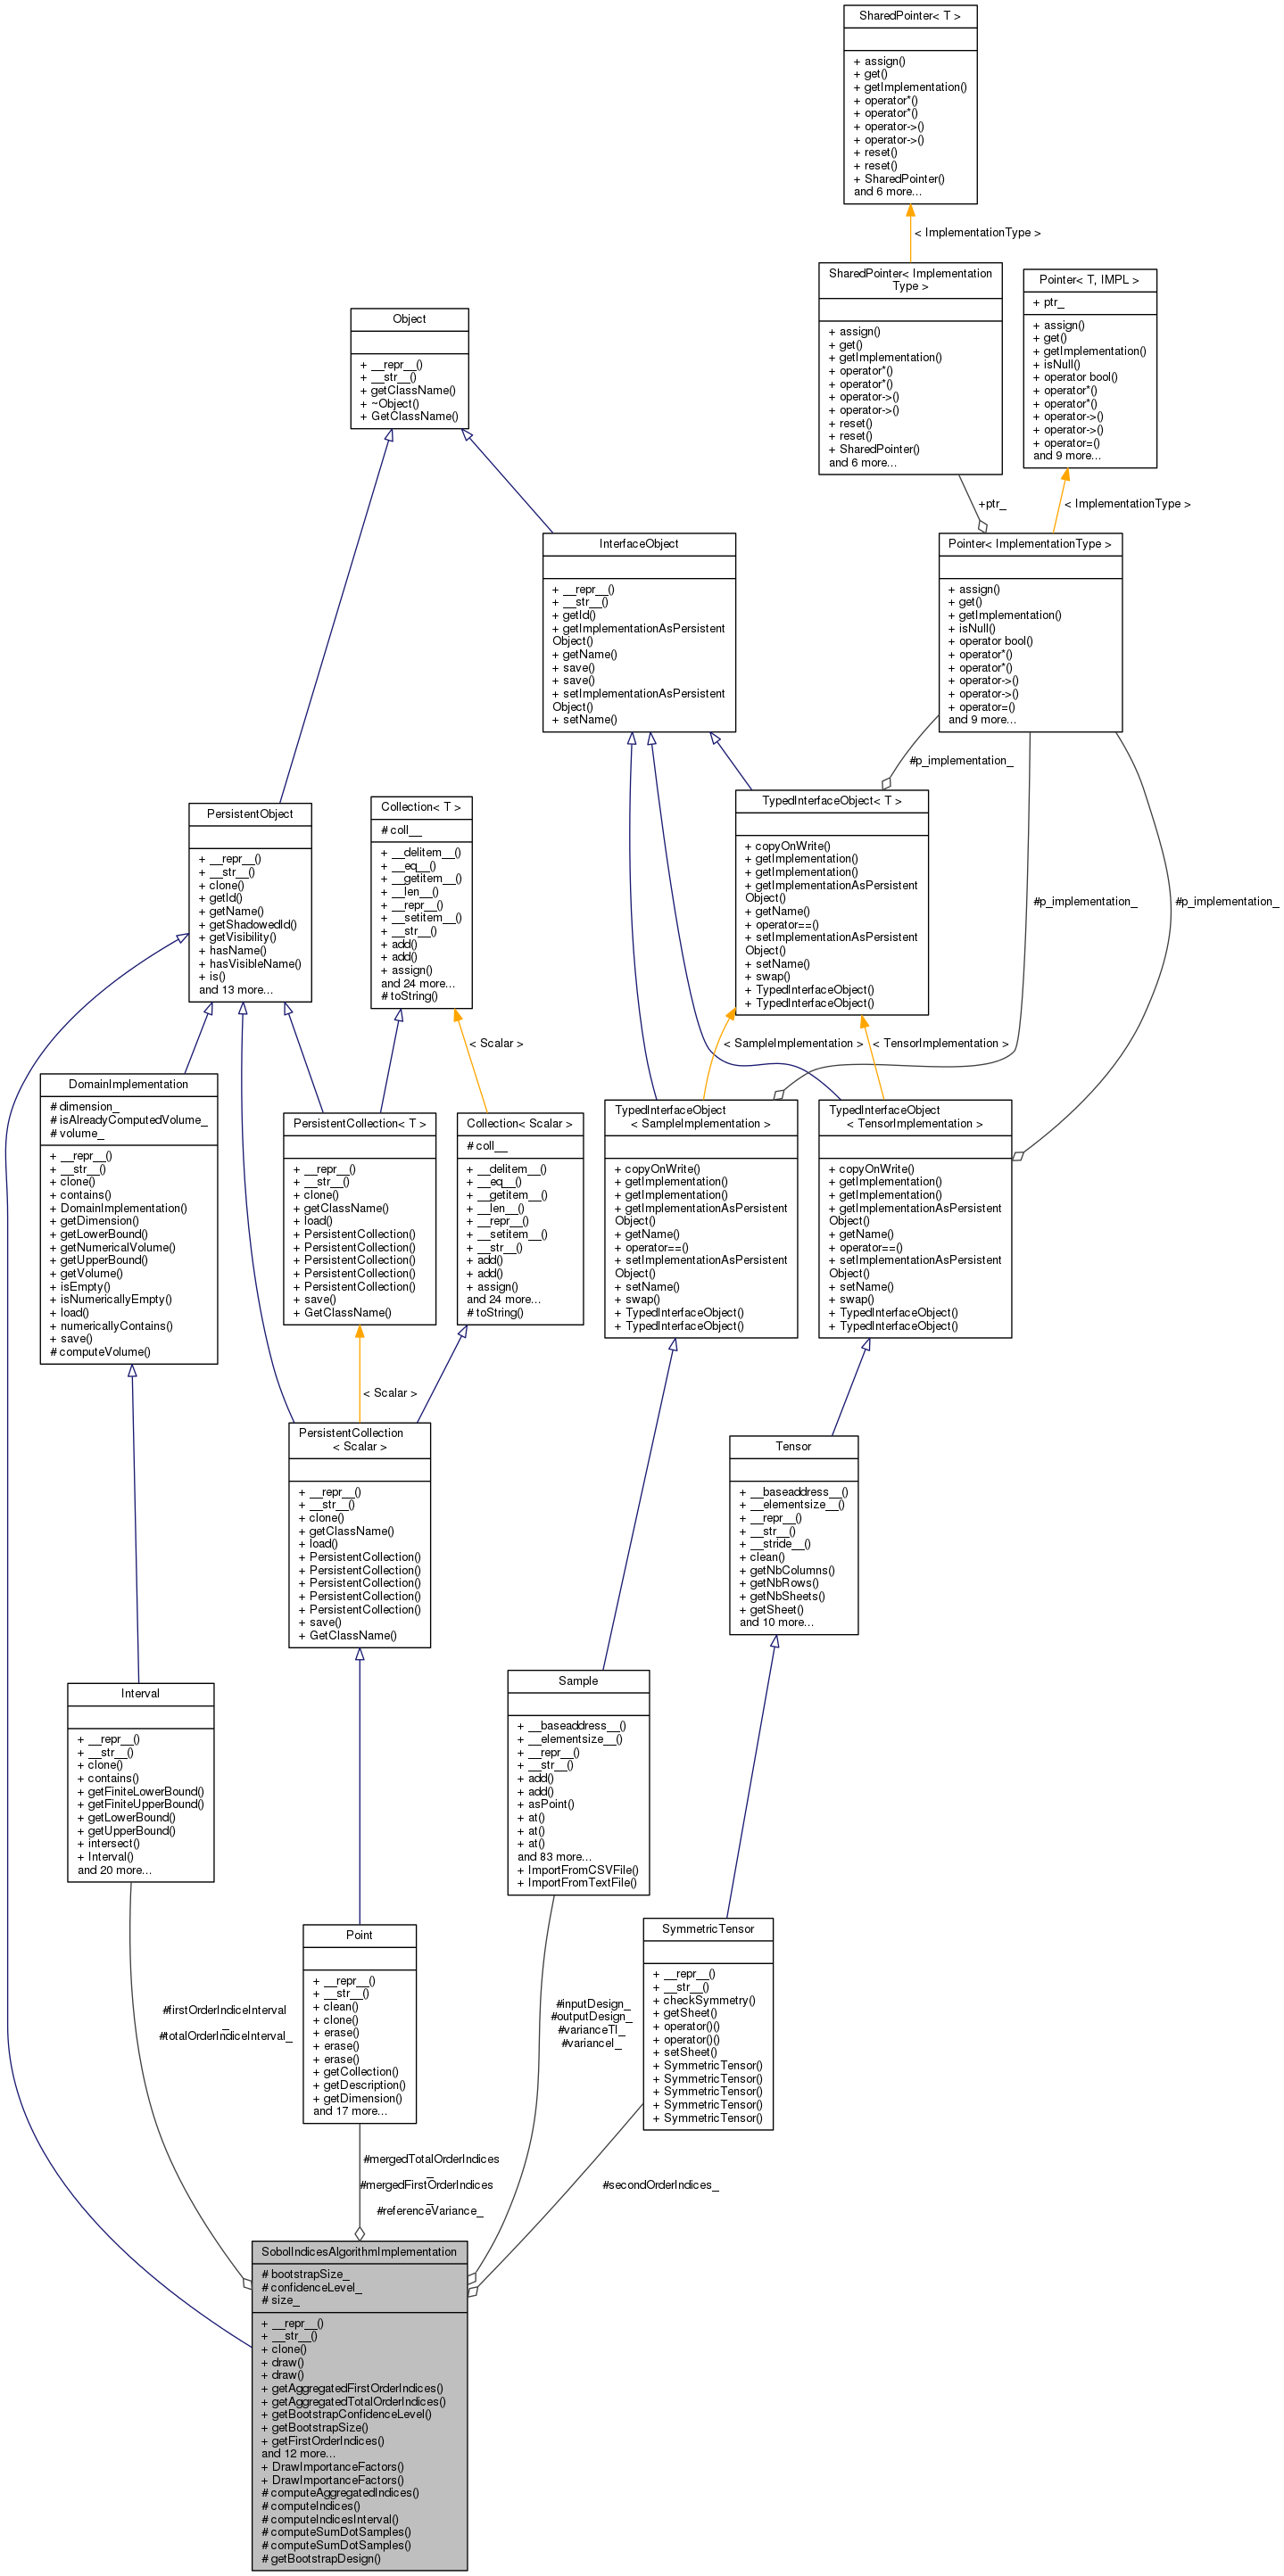 SharedPointer< T >
+ assign()
+ get()
+ getImplementation()
+ operator*()
+ operator*()
+ operator->()
+ operator->()
+ reset()
+ reset()
+ SharedPointer()
and 6 more...
< ImplementationType >
SharedPointer< Implementation
Type >
+ assign()
+ get()
+ getImplementation()
+ operator*()
+ operator*()
+ operator->()
+ operator->()
+ reset()
+ reset()
+ SharedPointer()
and 6 more...
Pointer< T, IMPL >
+ ptr_
+ assign()
+ get()
+ getImplementation()
+ isNull()
+ operator bool()
+ operator*()
+ operator*()
+ operator->()
+ operator->()
+ operator=()
and 9 more...
Object
+ __repr__()
+ __str__()
+ getClassName()
+ ~Object()
+ GetClassName()
+ptr_
< ImplementationType >
InterfaceObject
+ __repr__()
+ __str__()
+ getId()
+ getImplementationAsPersistent
Object()
+ getName()
+ save()
+ save()
+ setImplementationAsPersistent
Object()
+ setName()
Pointer< ImplementationType >
+ assign()
+ get()
+ getImplementation()
+ isNull()
+ operator bool()
+ operator*()
+ operator*()
+ operator->()
+ operator->()
+ operator=()
and 9 more...
#p_implementation_
#p_implementation_
#p_implementation_
PersistentObject
+ __repr__()
+ __str__()
+ clone()
+ getId()
+ getName()
+ getShadowedId()
+ getVisibility()
+ hasName()
+ hasVisibleName()
+ is()
and 13 more...
Collection< T >
# coll__
+ __delitem__()
+ __eq__()
+ __getitem__()
+ __len__()
+ __repr__()
+ __setitem__()
+ __str__()
+ add()
+ add()
+ assign()
and 24 more...
# toString()
TypedInterfaceObject< T >
+ copyOnWrite()
+ getImplementation()
+ getImplementation()
+ getImplementationAsPersistent
Object()
+ getName()
+ operator==()
+ setImplementationAsPersistent
Object()
+ setName()
+ swap()
+ TypedInterfaceObject()
+ TypedInterfaceObject()
< Scalar >
< SampleImplementation >
< TensorImplementation >
DomainImplementation
# dimension_
# isAlreadyComputedVolume_
# volume_
+ __repr__()
+ __str__()
+ clone()
+ contains()
+ DomainImplementation()
+ getDimension()
+ getLowerBound()
+ getNumericalVolume()
+ getUpperBound()
+ getVolume()
+ isEmpty()
+ isNumericallyEmpty()
+ load()
+ numericallyContains()
+ save()
# computeVolume()
PersistentCollection< T >
+ __repr__()
+ __str__()
+ clone()
+ getClassName()
+ load()
+ PersistentCollection()
+ PersistentCollection()
+ PersistentCollection()
+ PersistentCollection()
+ PersistentCollection()
+ save()
+ GetClassName()
Collection< Scalar >
# coll__
+ __delitem__()
+ __eq__()
+ __getitem__()
+ __len__()
+ __repr__()
+ __setitem__()
+ __str__()
+ add()
+ add()
+ assign()
and 24 more...
# toString()
TypedInterfaceObject
< SampleImplementation >
+ copyOnWrite()
+ getImplementation()
+ getImplementation()
+ getImplementationAsPersistent
Object()
+ getName()
+ operator==()
+ setImplementationAsPersistent
Object()
+ setName()
+ swap()
+ TypedInterfaceObject()
+ TypedInterfaceObject()
TypedInterfaceObject
< TensorImplementation >
+ copyOnWrite()
+ getImplementation()
+ getImplementation()
+ getImplementationAsPersistent
Object()
+ getName()
+ operator==()
+ setImplementationAsPersistent
Object()
+ setName()
+ swap()
+ TypedInterfaceObject()
+ TypedInterfaceObject()
< Scalar >
PersistentCollection
< Scalar >
+ __repr__()
+ __str__()
+ clone()
+ getClassName()
+ load()
+ PersistentCollection()
+ PersistentCollection()
+ PersistentCollection()
+ PersistentCollection()
+ PersistentCollection()
+ save()
+ GetClassName()
Tensor
+ __baseaddress__()
+ __elementsize__()
+ __repr__()
+ __str__()
+ __stride__()
+ clean()
+ getNbColumns()
+ getNbRows()
+ getNbSheets()
+ getSheet()
and 10 more...
Interval
+ __repr__()
+ __str__()
+ clone()
+ contains()
+ getFiniteLowerBound()
+ getFiniteUpperBound()
+ getLowerBound()
+ getUpperBound()
+ intersect()
+ Interval()
and 20 more...
Sample
+ __baseaddress__()
+ __elementsize__()
+ __repr__()
+ __str__()
+ add()
+ add()
+ asPoint()
+ at()
+ at()
+ at()
and 83 more...
+ ImportFromCSVFile()
+ ImportFromTextFile()
Point
+ __repr__()
+ __str__()
+ clean()
+ clone()
+ erase()
+ erase()
+ erase()
+ getCollection()
+ getDescription()
+ getDimension()
and 17 more...
SymmetricTensor
+ __repr__()
+ __str__()
+ checkSymmetry()
+ getSheet()
+ operator()()
+ operator()()
+ setSheet()
+ SymmetricTensor()
+ SymmetricTensor()
+ SymmetricTensor()
+ SymmetricTensor()
+ SymmetricTensor()
#firstOrderIndiceInterval
_
#totalOrderIndiceInterval_
#inputDesign_
#outputDesign_
#varianceTI_
#varianceI_
#mergedTotalOrderIndices
_
#mergedFirstOrderIndices
_
#referenceVariance_
#secondOrderIndices_
SobolIndicesAlgorithmImplementation
# bootstrapSize_
# confidenceLevel_
# size_
+ __repr__()
+ __str__()
+ clone()
+ draw()
+ draw()
+ getAggregatedFirstOrderIndices()
+ getAggregatedTotalOrderIndices()
+ getBootstrapConfidenceLevel()
+ getBootstrapSize()
+ getFirstOrderIndices()
and 12 more...
+ DrawImportanceFactors()
+ DrawImportanceFactors()
# computeAggregatedIndices()
# computeIndices()
# computeIndicesInterval()
# computeSumDotSamples()
# computeSumDotSamples()
# getBootstrapDesign()